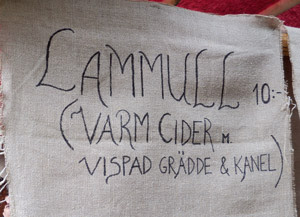 LAMMULL 10:-
(VARM CIDER M.
VISPAD GRÄDDE & KANEL)